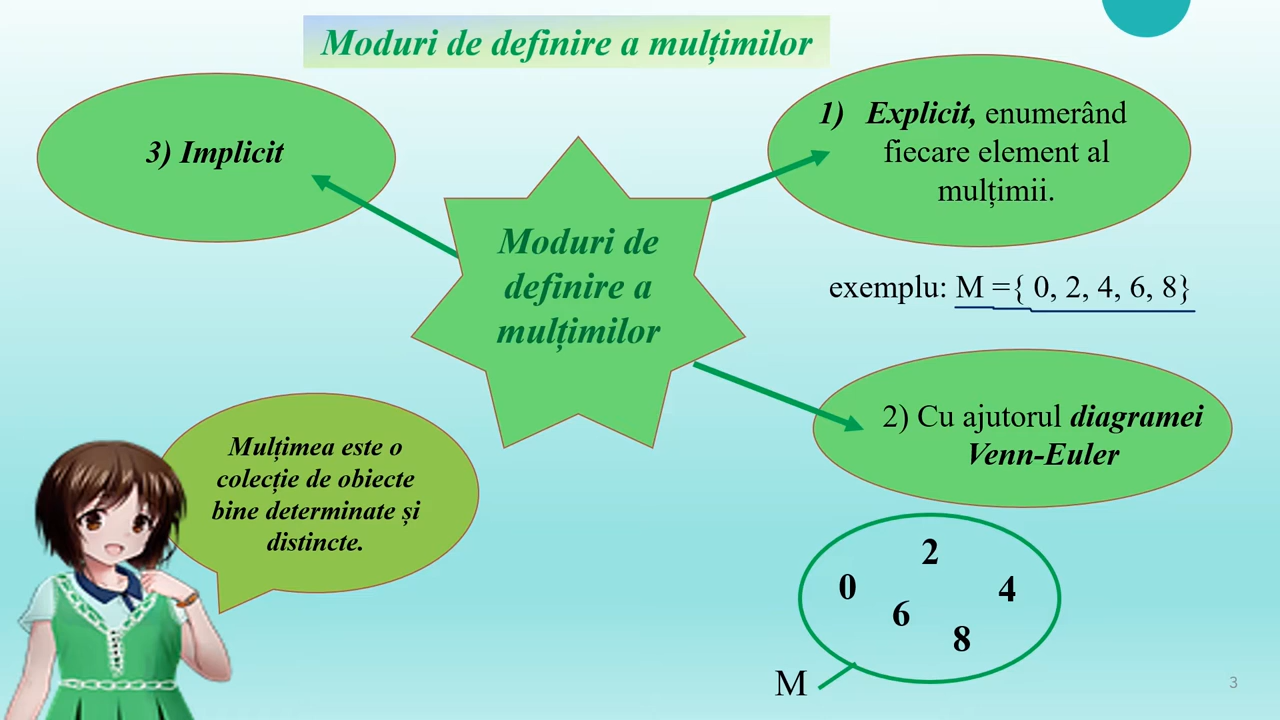 Moduri de definire a mulțimilor
3) Implicit
1) Explicit, enumerând
fiecare element al
mulțimii.
Moduri de
definire a
mulțimilor
exemplu: M ={ 0, 2, 4, 6, 8}
2) Cu ajutorul diagramei
Venn-Euler
Mulțimea este o
colecție de obiecte
bine determinate și
distincte.
2
0
4
6
8
M
3